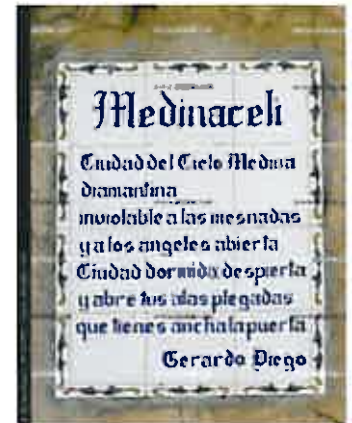 Medinaceli
Ciudad del Cielo Medina
diamantina
inviolable a las mesnadas
y a los angeles abierta
Ciudad dormida despierta
y abre tus alas plegadas
que tienes ancha la puerta
Gerardo Diego